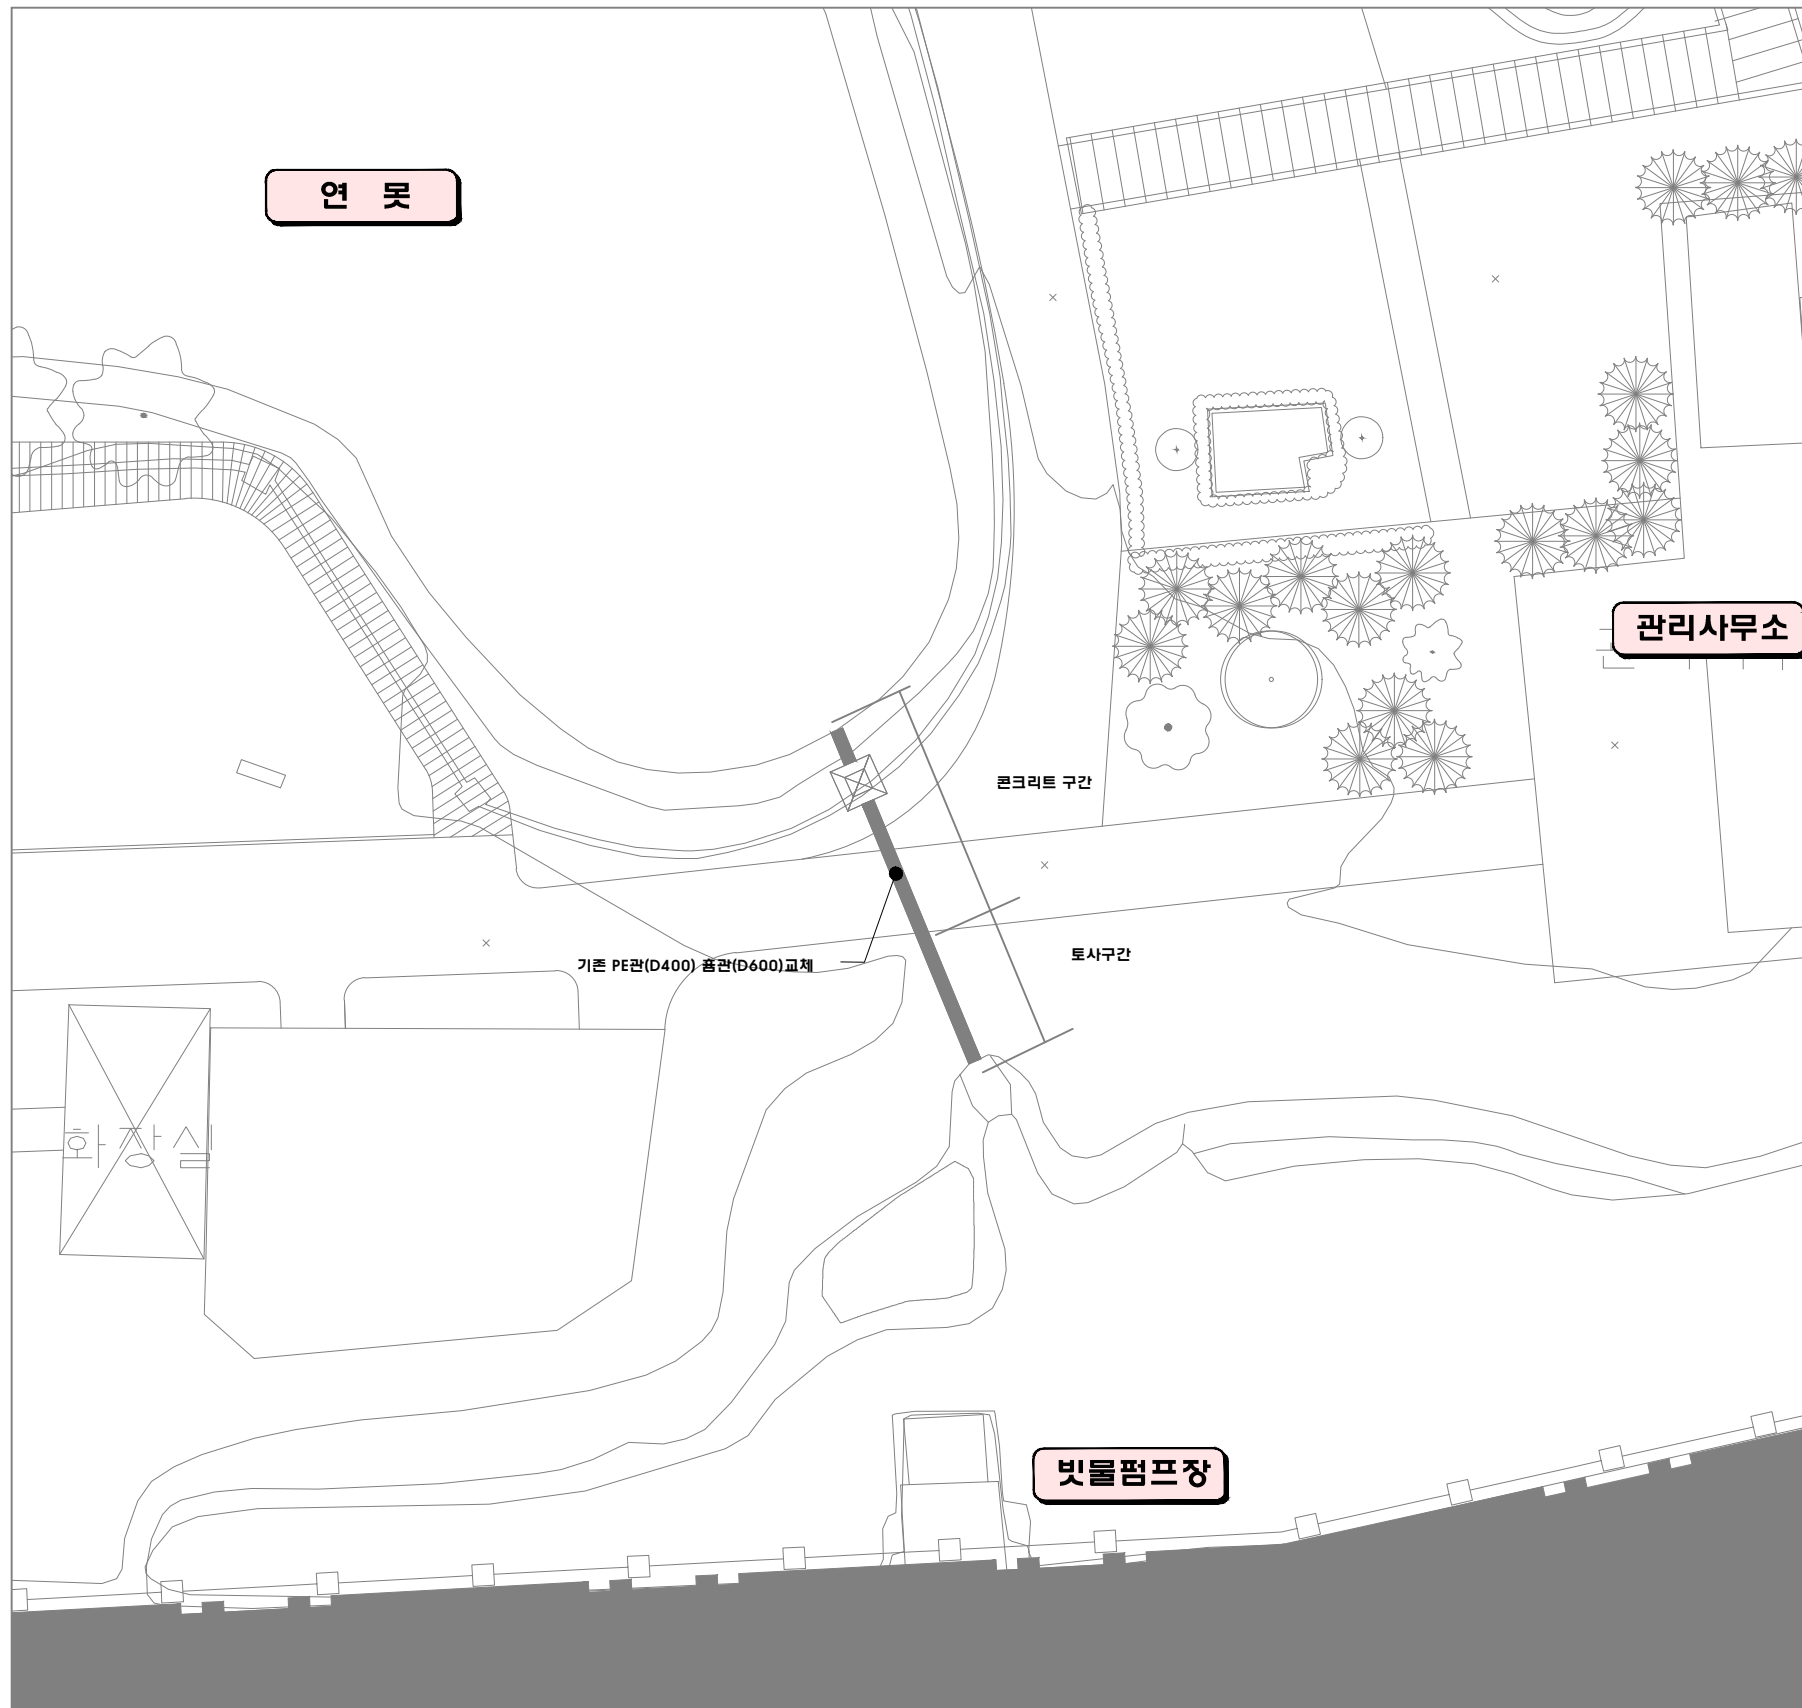 연 못
관리사무소
콘크리트 구간
토사구간
기존 PE관(D400) 흄관(D600)교체
화장실
빗물펌프장